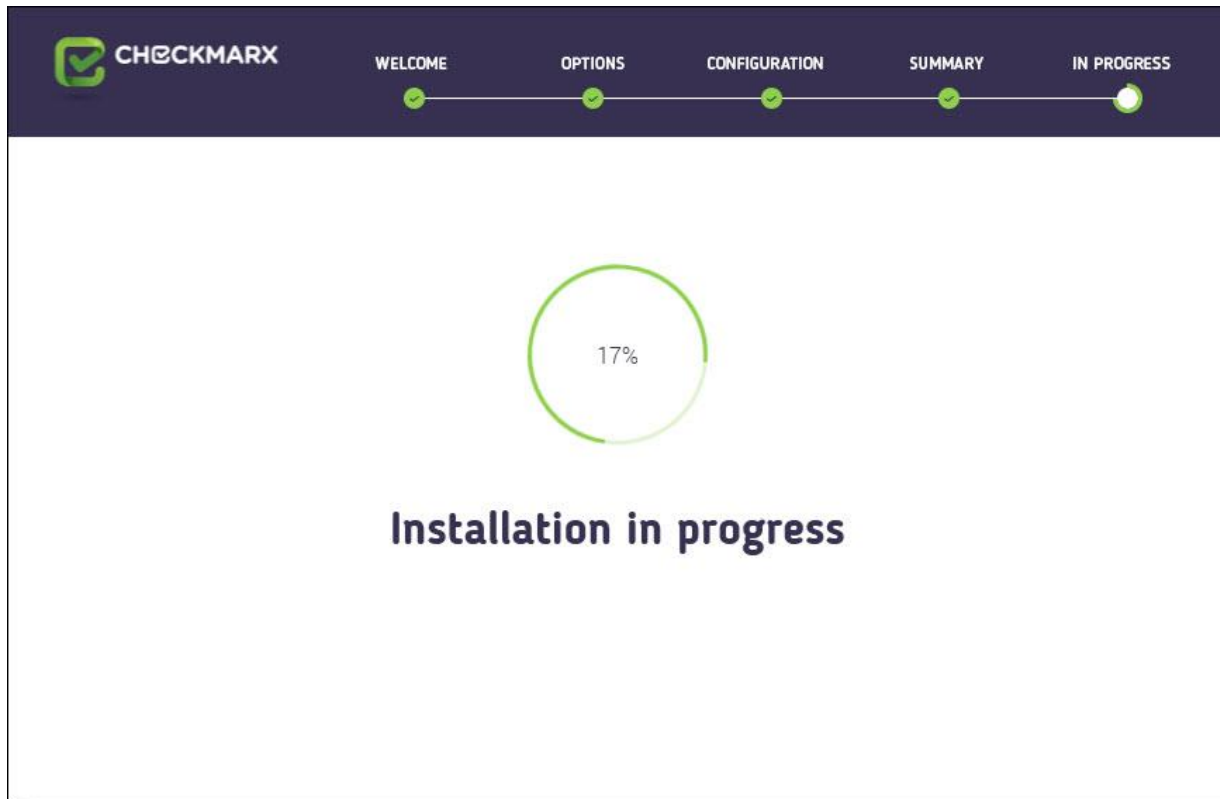 CHECKMARX
WELCOME
OPTIONS
CONFIGURATION
SUMMARY
IN PROGRESS
17%
Installation in progress